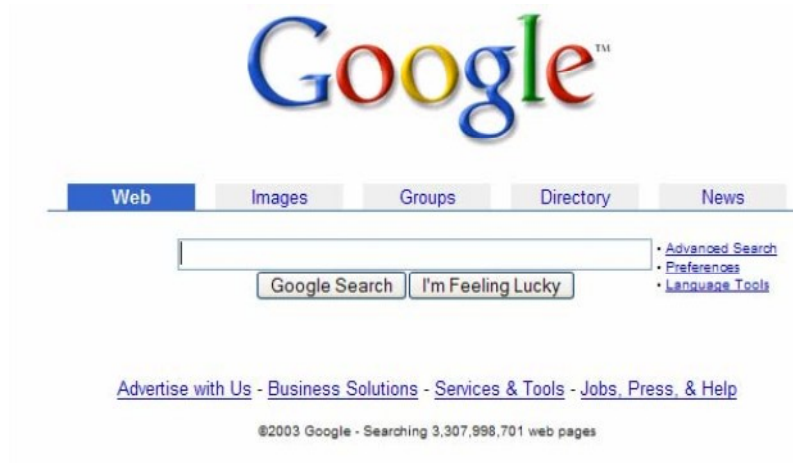 Google™
Web Images Groups Directory News
• Advanced Search
• Preferences
• Language Tools
Google Search I'm Feeling Lucky
Advertise with Us - Business Solutions - Services & Tools - Jobs, Press, & Help
©2003 Google - Searching 3,307,998,701 web pages